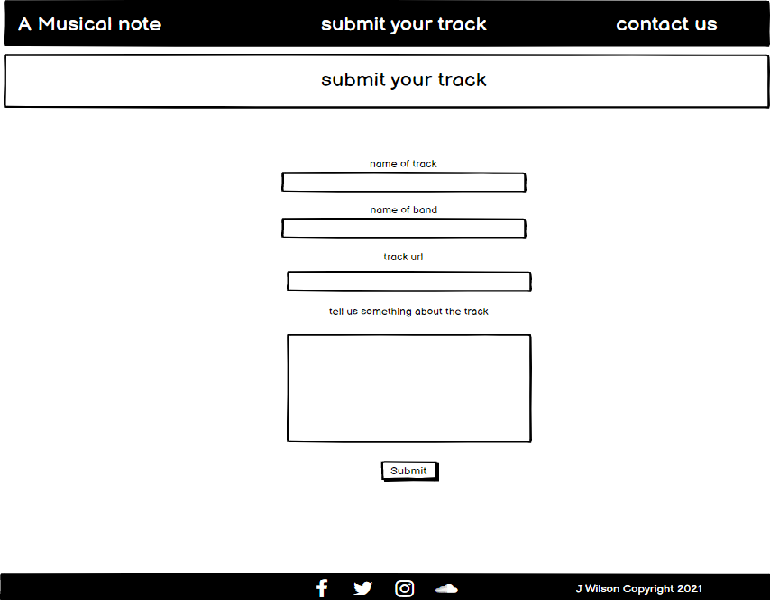 A Musical note submit your track contact us
submit your track
name of track
name of band
track url
tell us something about the track
Submit
J Wilson Copyright 2021